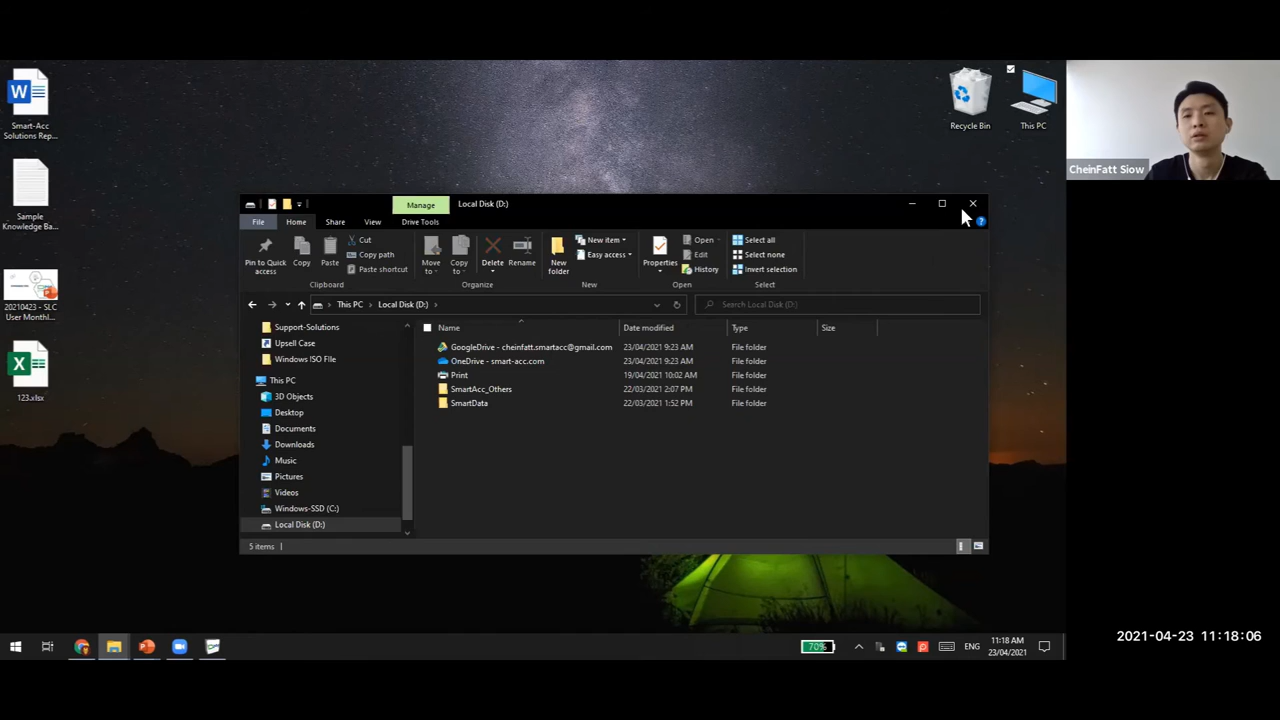 Smart-Acc
Solutions Rep...
Sample
Knowledge Ba...
20210423 - SLC
User Monthl...
123.xlsx
Recycle Bin
This PC
CheinFatt Siow
Manage
Local Disk (D:)
File
Home
Share
View
Drive Tools
Pin to Quick
access
Copy
Paste
Cut
Copy path
Paste shortcut
Clipboard
Move
to
Copy
to
Delete
Rename
Organize
New
folder
New item
Easy access
New
Properties
Open
Edit
History
Open
Select all
Select none
Invert selection
Select
This PC > Local Disk (D:) >
Search Local Disk (D:)
Support-Solutions
Upsell Case
Windows ISO FIle
This PC
3D Objects
Desktop
Documents
Downloads
Music
Pictures
Videos
Windows-SSD (C:)
Local Disk (D:)
Name Date modified Type Size
GoogleDrive - cheinfatt.smartacc@gmail.com 23/04/2021 9:23 AM File folder
OneDrive - smart-acc.com 23/04/2021 9:23 AM File folder
Print 19/04/2021 10:02 AM File folder
SmartAcc_Others 22/03/2021 2:07 PM File folder
SmartData 22/03/2021 1:52 PM File folder
5 items
70%
ENG
11:18 AM
23/04/2021
2021-04-23 11:18:06